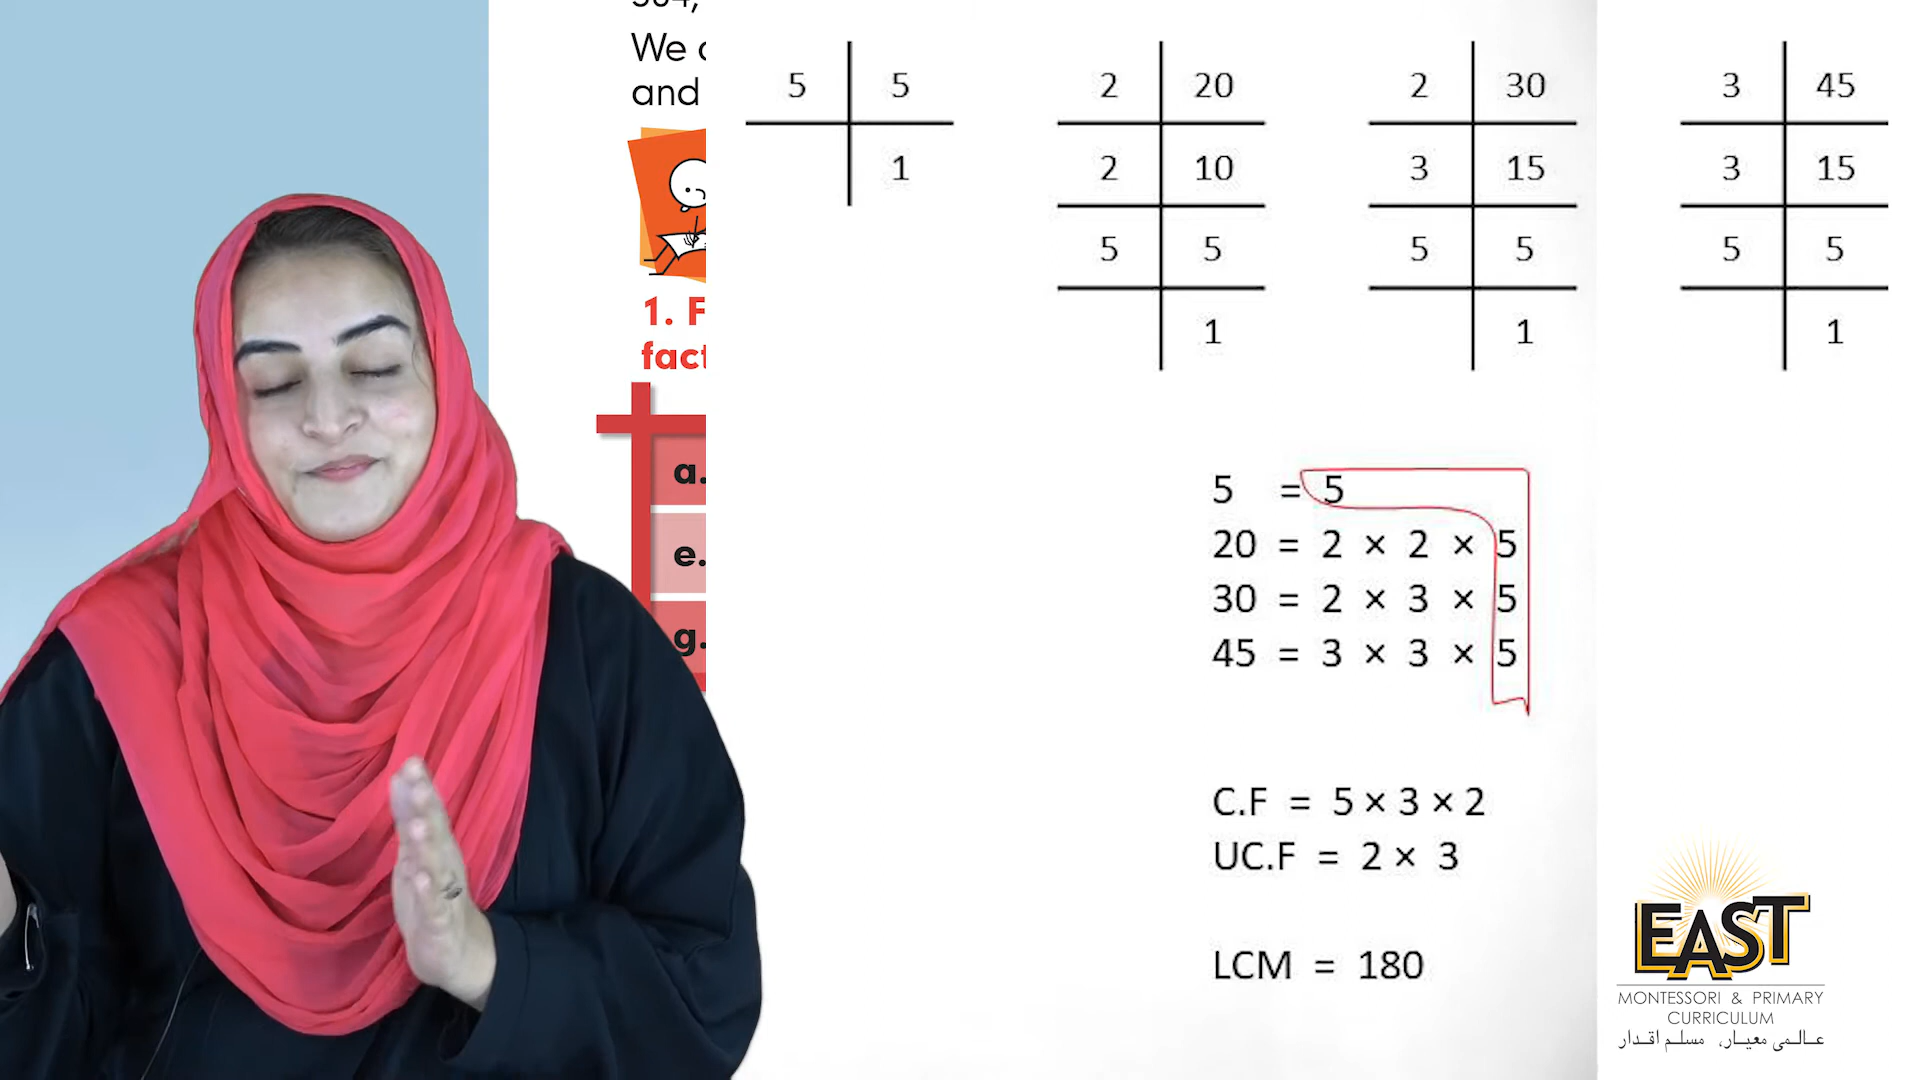 We
and
1. F
fact
a.
e.
g.
5 5
1
2 20
2 10
5 5
1
2 30
3 15
5 5
1
3 45
3 15
5 5
1
5 = 5
20 = 2 × 2 × 5
30 = 2 × 3 × 5
45 = 3 × 3 × 5
C.F = 5 × 3 × 2
UC.F = 2 × 3
LCM = 180
EAST
MONTESSORI & PRIMARY
CURRICULUM
عالمی معیار، مسلم اقدار